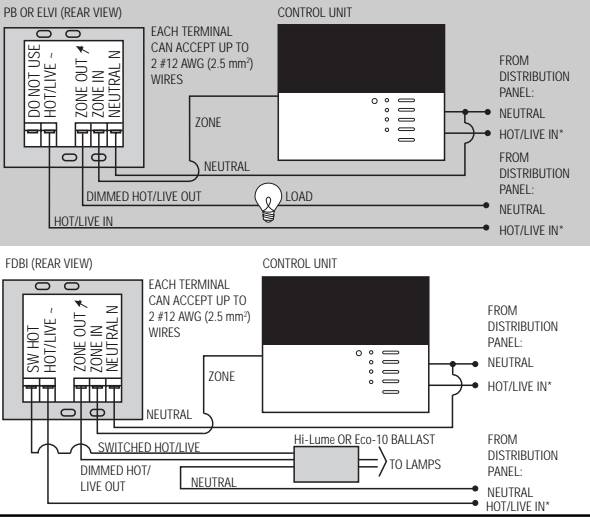 PB OR ELVI (REAR VIEW)
CONTROL UNIT
EACH TERMINAL
CAN ACCEPT UP TO
2 #12 AWG (2.5 mm²)
WIRES
DO NOT USE
HOT/LIVE ~
ZONE OUT
ZONE IN
NEUTRAL N
FROM
DISTRIBUTION
PANEL:
NEUTRAL
HOT/LIVE IN*
ZONE
NEUTRAL
FROM
DISTRIBUTION
PANEL:
NEUTRAL
HOT/LIVE IN*
DIMMED HOT/LIVE OUT
LOAD
HOT/LIVE IN
FDBI (REAR VIEW)
CONTROL UNIT
EACH TERMINAL
CAN ACCEPT UP TO
2 #12 AWG (2.5 mm²)
WIRES
SW HOT
HOT/LIVE ~
ZONE OUT
ZONE IN
NEUTRAL N
FROM
DISTRIBUTION
PANEL:
NEUTRAL
HOT/LIVE IN*
ZONE
NEUTRAL
SWITCHED HOT/LIVE
Hi-Lume OR Eco-10 BALLAST
TO LAMPS
DIMMED HOT/
LIVE OUT
NEUTRAL
FROM
DISTRIBUTION
PANEL:
NEUTRAL
HOT/LIVE IN*